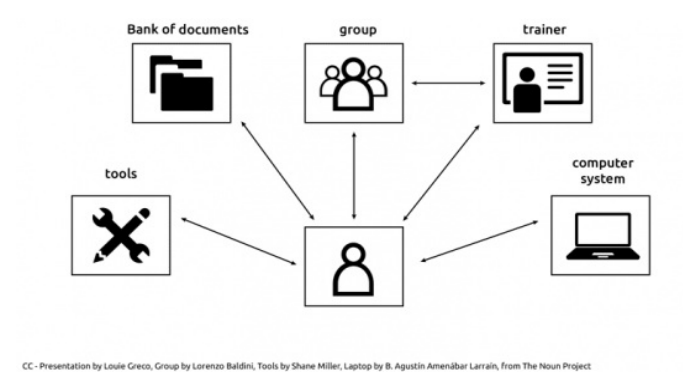 Bank of documents
group
trainer
tools
computer
system
CC - Presentation by Louie Greco, Group by Lorenzo Baldini, Tools by Shane Miller, Laptop by B. Agustín Amenábar Larraín, from The Noun Project